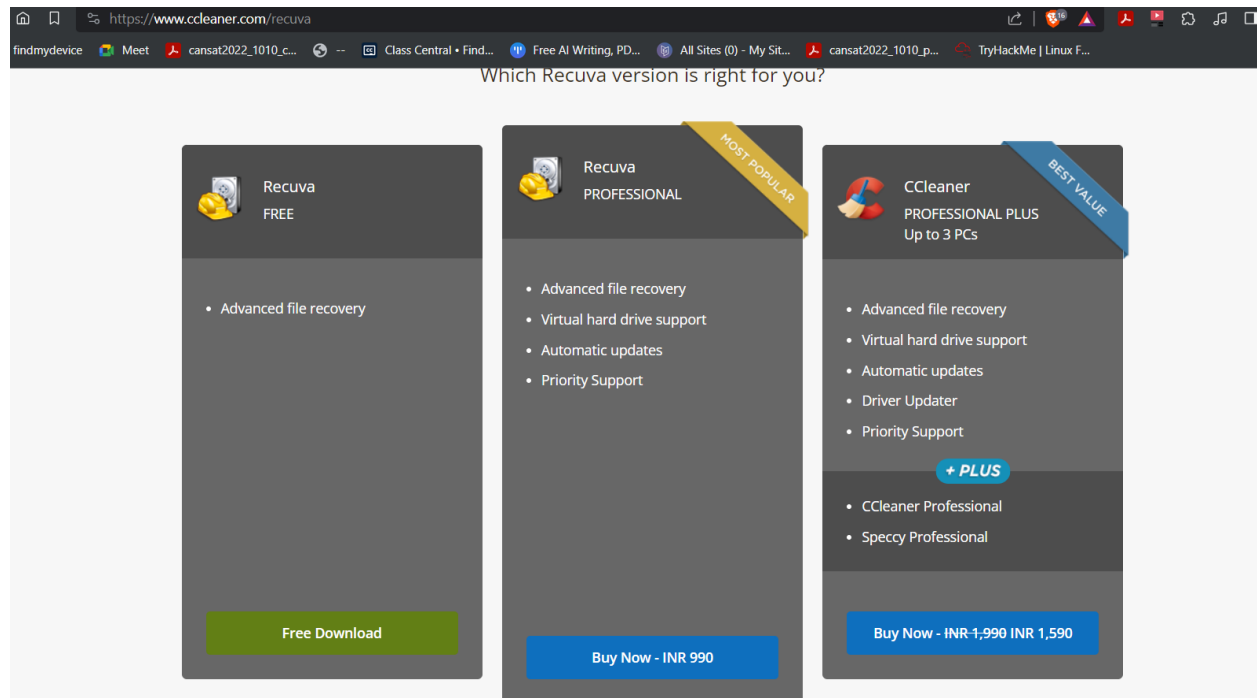 https://www.ccleaner.com/recuva
16
findmydevice Meet cansat2022_1010_c... -- Class Central • Find... Free AI Writing, PD... All Sites (0) - My Sit... cansat2022_1010_p... TryHackMe | Linux F...
Which Recuva version is right for you?
Recuva
FREE
• Advanced file recovery
Free Download
MOST POPULAR
Recuva
PROFESSIONAL
• Advanced file recovery
• Virtual hard drive support
• Automatic updates
• Priority Support
Buy Now - INR 990
BEST VALUE
CCleaner
PROFESSIONAL PLUS
Up to 3 PCs
• Advanced file recovery
• Virtual hard drive support
• Automatic updates
• Driver Updater
• Priority Support
+ PLUS
• CCleaner Professional
• Speccy Professional
Buy Now - INR 1,990 INR 1,590